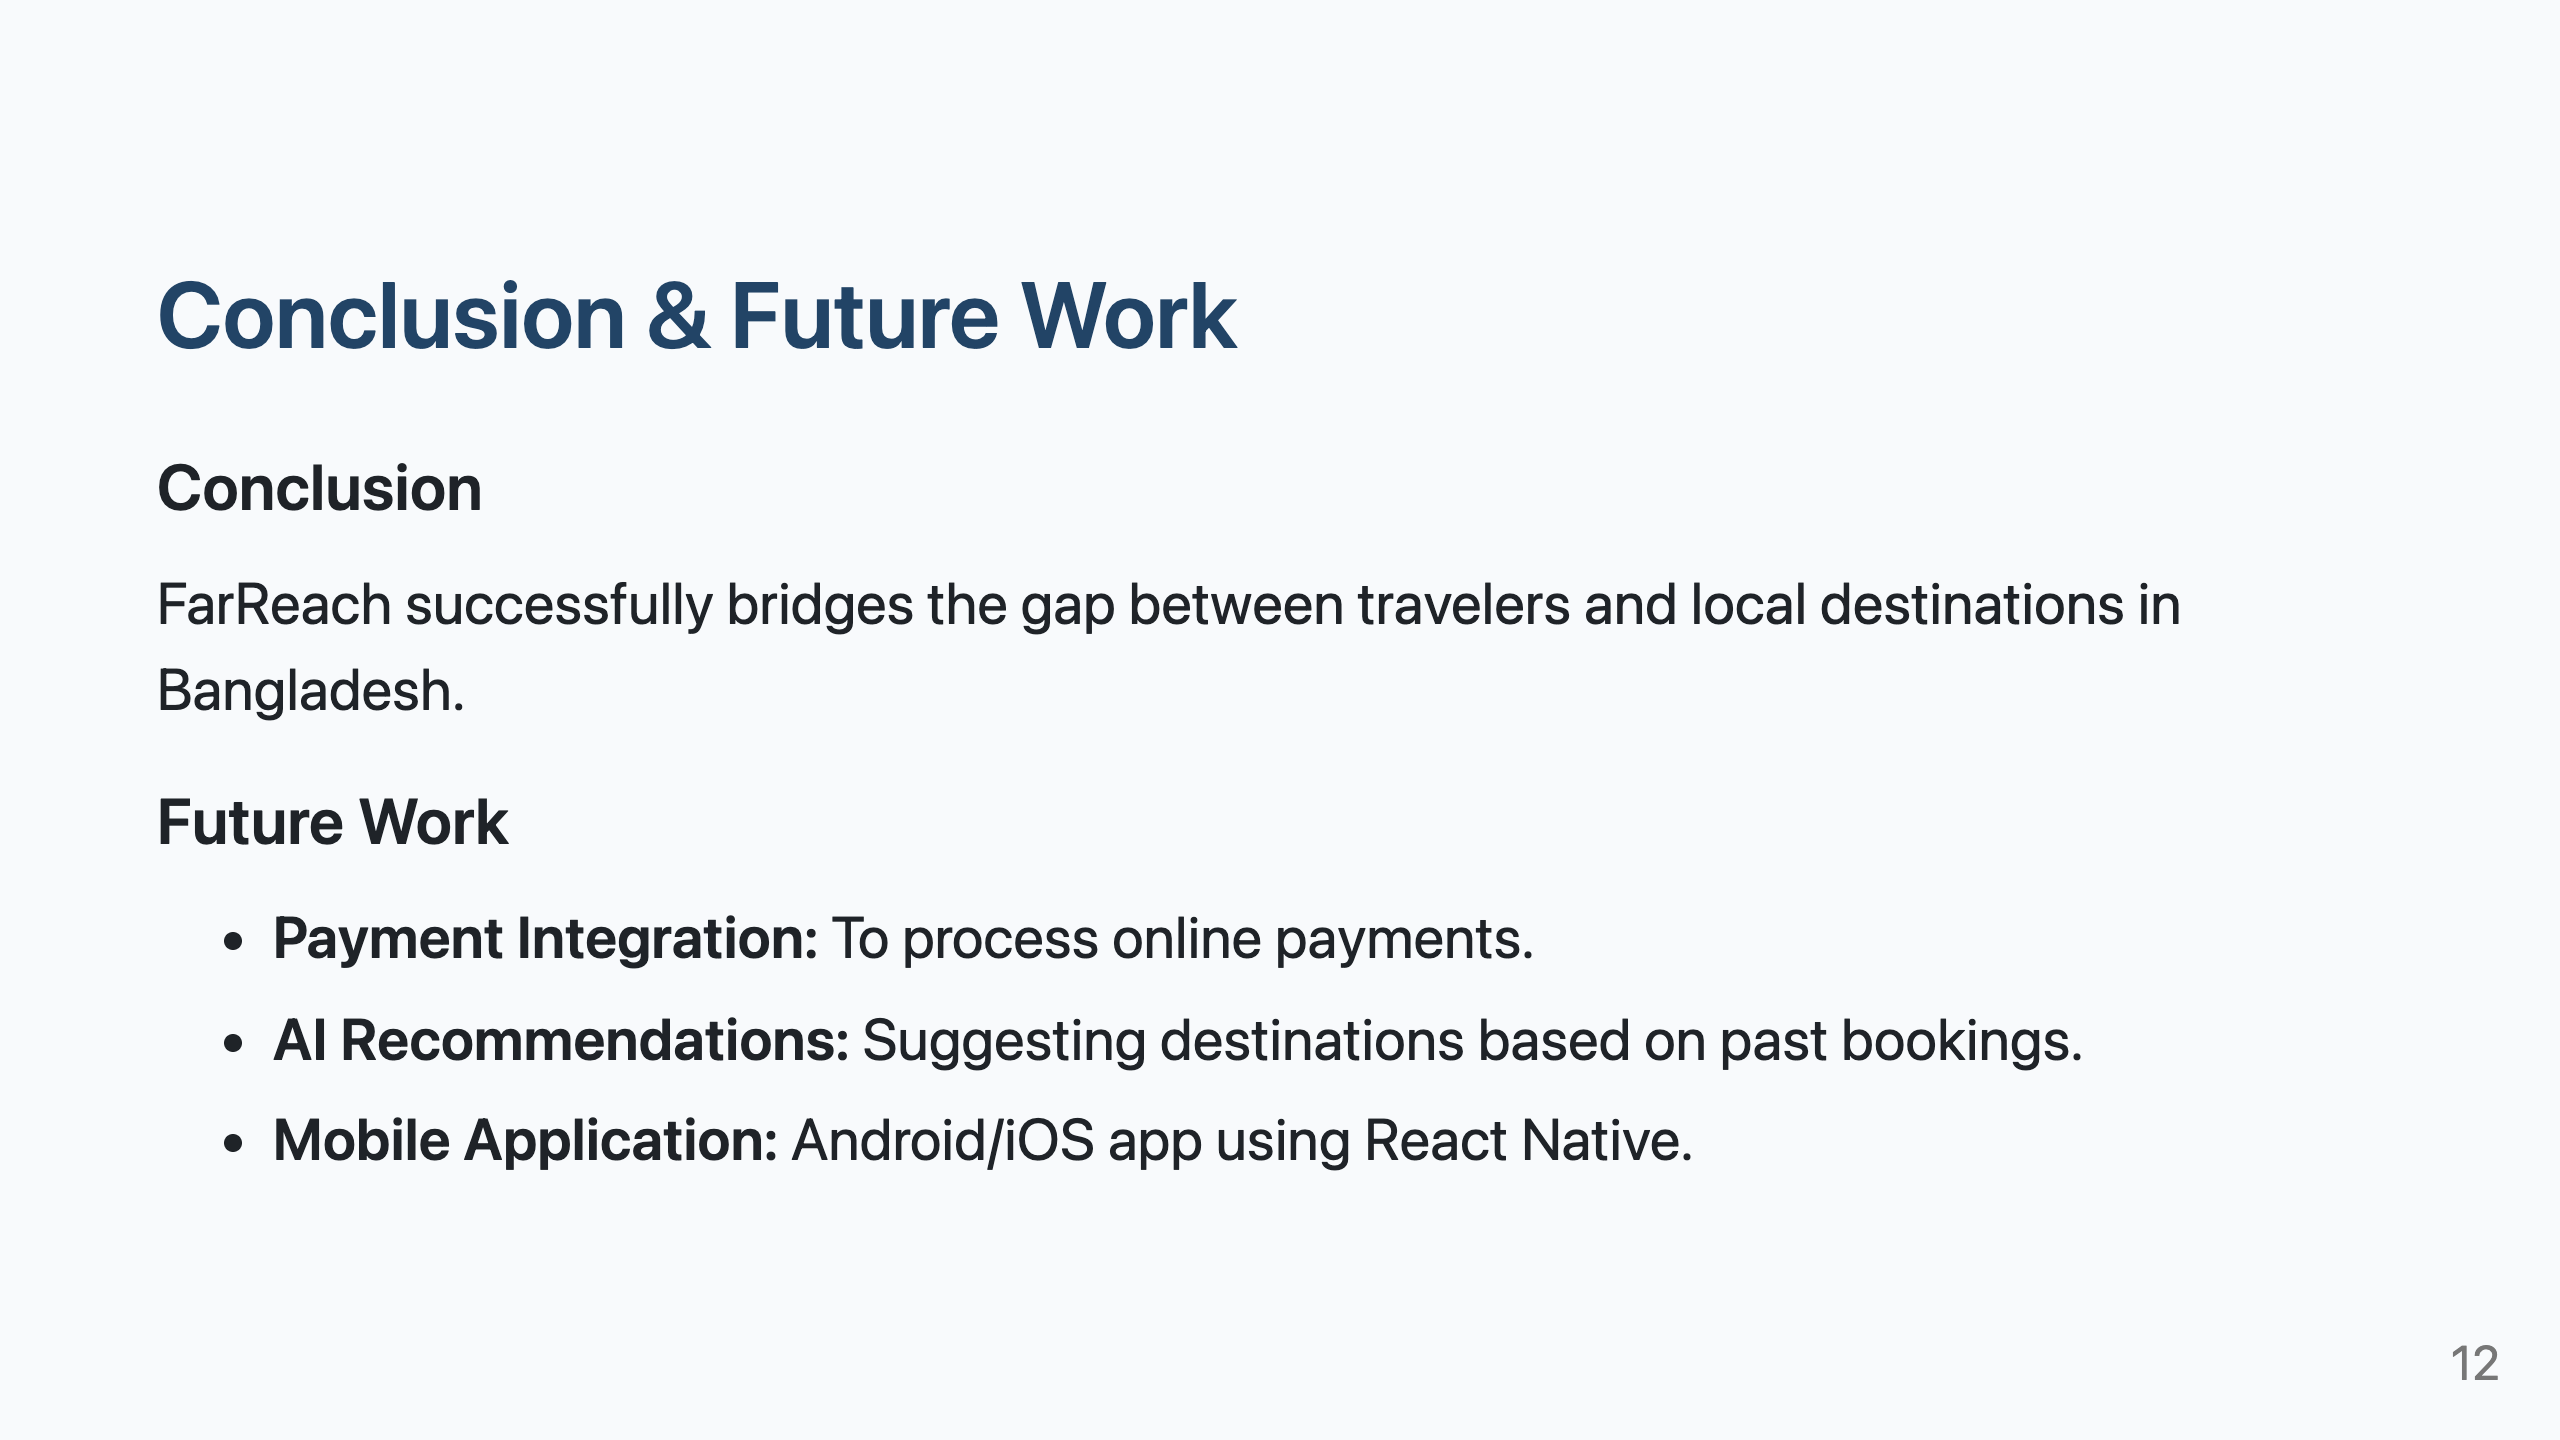 Conclusion & Future Work
Conclusion
FarReach successfully bridges the gap between travelers and local destinations in
Bangladesh.
Future Work
• Payment Integration: To process online payments.
• AI Recommendations: Suggesting destinations based on past bookings.
• Mobile Application: Android/iOS app using React Native.
12